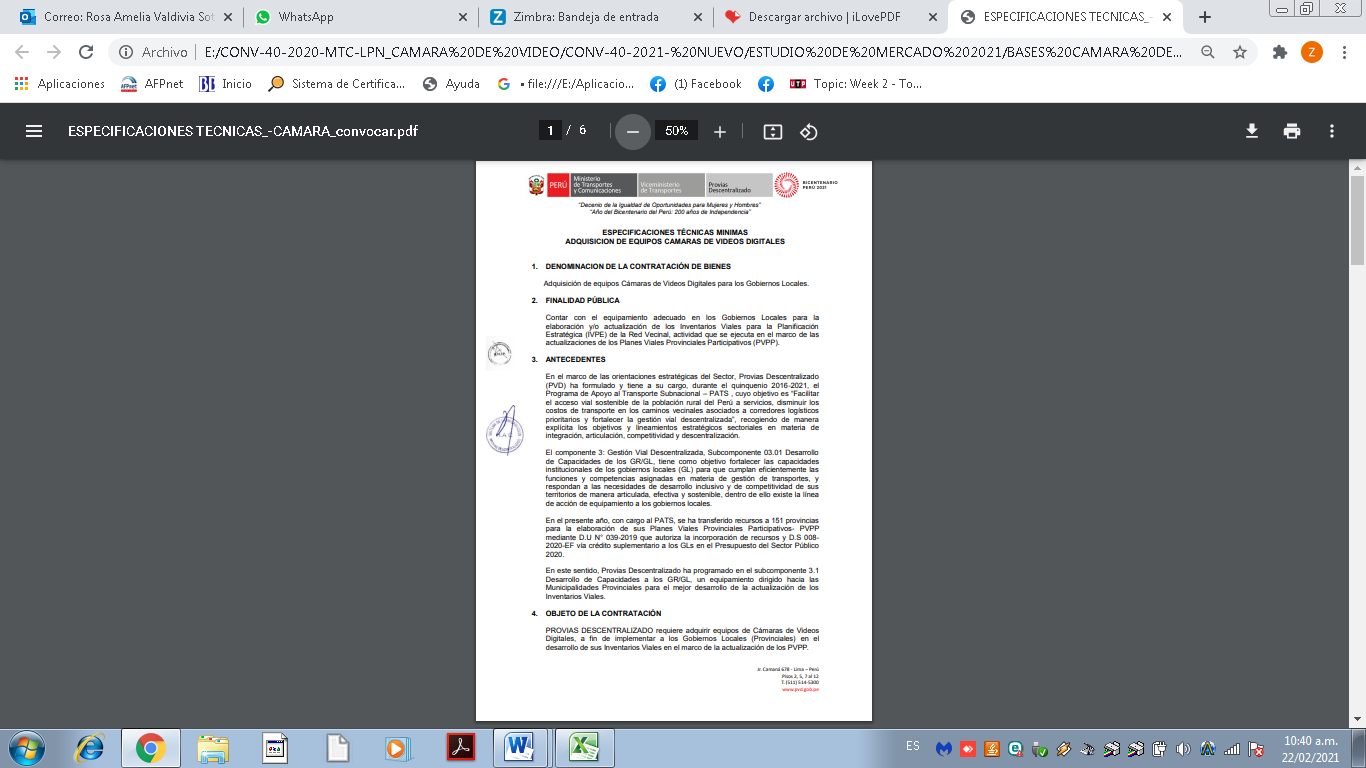 Correo: Rosa Amelia Valdivia Sot
WhatsApp
Zimbra: Bandeja de entrada
Descargar archivo | iLovePDF
ESPECIFICACIONES TECNICAS_-
Archivo
E:/CONV-40-2020-MTC-LPN_CAMARA%20DE%20VIDEO/CONV-40-2021-%20NUEVO/ESTUDIO%20DE%20MERCADO%202021/BASES%20CAMARA%20DE...
Z
Aplicaciones
AFPnet
Inicio
Sistema de Certifica...
Ayuda
• file:///E:/Aplicacio...
(1) Facebook
Topic: Week 2 - To...
ESPECIFICACIONES TECNICAS_-CAMARA_convocar.pdf
1 / 6
50%
PERÚ
Ministerio
de Transportes
y Comunicaciones
Viceministerio
de Transportes
Provias
Descentralizado
BICENTENARIO
PERÚ 2021
"Decenio de la Igualdad de Oportunidades para Mujeres y Hombres"
"Año del Bicentenario del Perú: 200 años de Independencia"
ESPECIFICACIONES TÉCNICAS MINIMAS
ADQUISICION DE EQUIPOS CAMARAS DE VIDEOS DIGITALES
1. DENOMINACION DE LA CONTRATACIÓN DE BIENES
Adquisición de equipos Cámaras de Videos Digitales para los Gobiernos Locales.
2. FINALIDAD PÚBLICA
Contar con el equipamiento adecuado en los Gobiernos Locales para la
elaboración y/o actualización de los Inventarios Viales para la Planificación
Estratégica (IVPE) de la Red Vecinal, actividad que se ejecuta en el marco de las
actualizaciones de los Planes Viales Provinciales Participativos (PVPP).
3. ANTECEDENTES
En el marco de las orientaciones estratégicas del Sector, Provias Descentralizado
(PVD) ha formulado y tiene a su cargo, durante el quinquenio 2016-2021, el
Programa de Apoyo al Transporte Subnacional – PATS , cuyo objetivo es "Facilitar
el acceso vial sostenible de la población rural del Perú a servicios, disminuir los
costos de transporte en los caminos vecinales asociados a corredores logísticos
prioritarios y fortalecer la gestión vial descentralizada", recogiendo de manera
explícita los objetivos y lineamientos estratégicos sectoriales en materia de
integración, articulación, competitividad y descentralización.
El componente 3: Gestión Vial Descentralizada, Subcomponente 03.01 Desarrollo
de Capacidades de los GR/GL, tiene como objetivo fortalecer las capacidades
institucionales de los gobiernos locales (GL) para que cumplan eficientemente las
funciones y competencias asignadas en materia de gestión de transportes, y
respondan a las necesidades de desarrollo inclusivo y de competitividad de sus
territorios de manera articulada, efectiva y sostenible, dentro de ello existe la línea
de acción de equipamiento a los gobiernos locales.
En el presente año, con cargo al PATS, se ha transferido recursos a 151 provincias
para la elaboración de sus Planes Viales Provinciales Participativos- PVPP
mediante D.U N° 039-2019 que autoriza la incorporación de recursos y D.S 008-
2020-EF vía crédito suplementario a los GLs en el Presupuesto del Sector Público
2020.
En este sentido, Provias Descentralizado ha programado en el subcomponente 3.1
Desarrollo de Capacidades a los GR/GL, un equipamiento dirigido hacia las
Municipalidades Provinciales para el mejor desarrollo de la actualización de los
Inventarios Viales.
4. OBJETO DE LA CONTRATACIÓN
PROVIAS DESCENTRALIZADO requiere adquirir equipos de Cámaras de Videos
Digitales, a fin de implementar a los Gobiernos Locales (Provinciales) en el
desarrollo de sus Inventarios Viales en el marco de la actualización de los PVPP.
Jr. Camaná 678 - Lima – Perú
Pisos 2, 5, 7 al 12
T. (511) 514-5300
www.pvd.gob.pe
ES
10:40 a.m.
22/02/2021